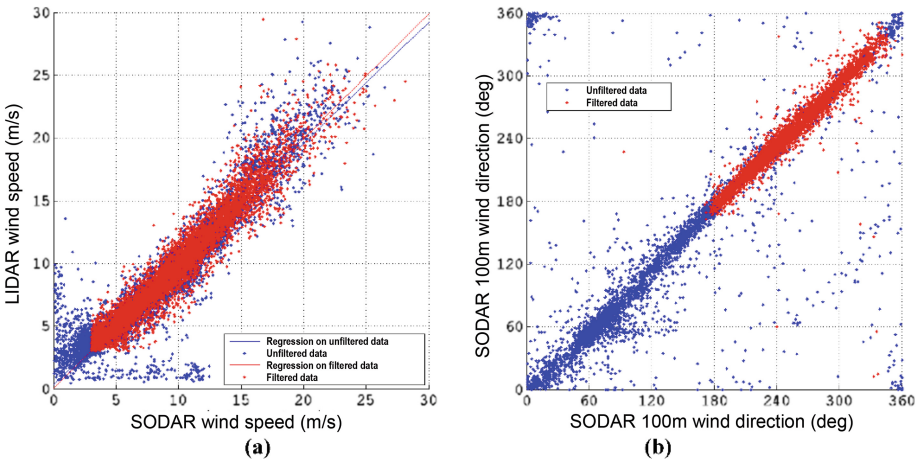 30
25
20
15
10
5
0
LIDAR wind speed (m/s)
Regression on unfiltered data
Unfiltered data
Regression on filtered data
Filtered data
0 5 10 15 20 25 30
SODAR wind speed (m/s)
(a)
360
300
240
180
120
60
0
SODAR 100m wind direction (deg)
Unfiltered data
Filtered data
0 60 120 180 240 300 360
SODAR 100m wind direction (deg)
(b)